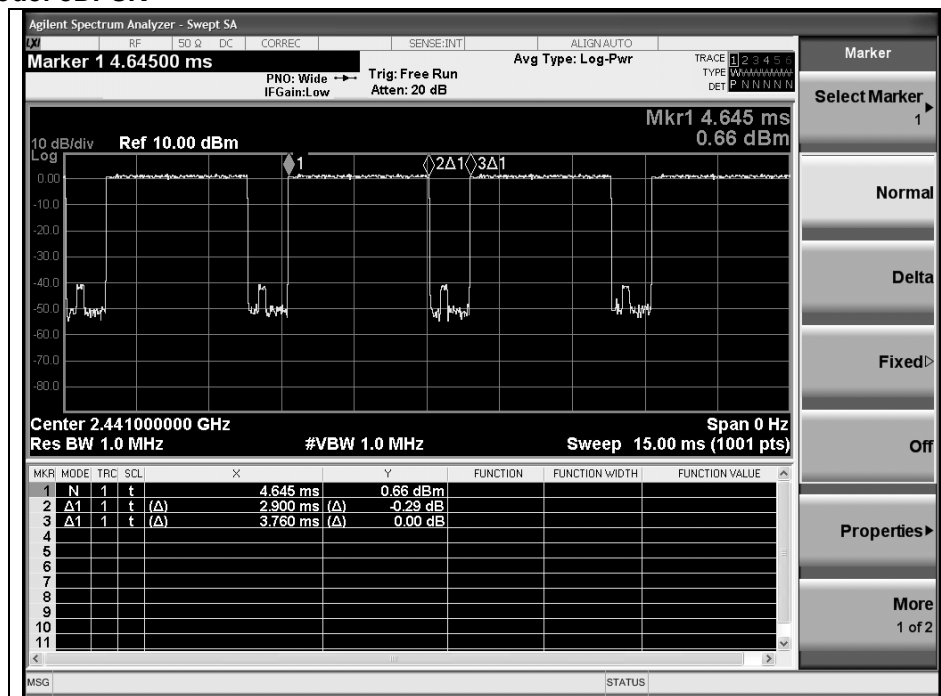 Agilent Spectrum Analyzer - Swept SA
LXI RF 50 Ω DC CORREC SENSE:INT ALIGN AUTO
Marker 1 4.64500 ms
PNO: Wide
IFGain:Low
Trig: Free Run
Atten: 20 dB
Avg Type: Log-Pwr
TRACE 1 2 3 4 5 6
TYPE
DET P N N N N N
Mkr1 4.645 ms
0.66 dBm
10 dB/div Ref 10.00 dBm
Log
1 2Δ1 3Δ1
0.00
-10.0
-20.0
-30.0
-40.0
-50.0
-60.0
-70.0
-80.0
Center 2.441000000 GHz Span 0 Hz
Res BW 1.0 MHz #VBW 1.0 MHz Sweep 15.00 ms (1001 pts)
MKR MODE TRC SCL X Y FUNCTION FUNCTION WIDTH FUNCTION VALUE
1 N 1 t 4.645 ms 0.66 dBm
2 Δ1 1 t (Δ) 2.900 ms (Δ) -0.29 dB
3 Δ1 1 t (Δ) 3.760 ms (Δ) 0.00 dB
4
5
6
7
8
9
10
11
MSG STATUS
Marker
Select Marker
1
Normal
Delta
Fixed
Off
Properties
More
1 of 2